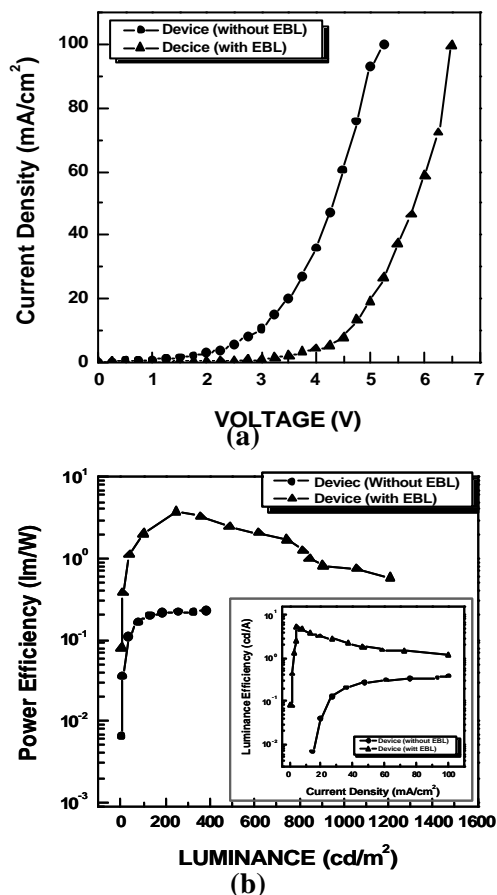 Device (without EBL)
Decice (with EBL)
Current Density (mA/cm²)
100
80
60
40
20
0
0 1 2 3 4 5 6 7
VOLTAGE (V)
(a)
Deviec (Without EBL)
Device (with EBL)
Power Efficiency (lm/W)
10¹
10⁰
10⁻¹
10⁻²
10⁻³
Luminance Efficiency (cd/A)
10¹
10⁰
10⁻¹
10⁻²
Device (without EBL)
Device (witt EBL)
0 20 40 60 80 100
Current Density (mA/cm²)
0 200 400 600 800 1000 1200 1400 1600
LUMINANCE (cd/m²)
(b)